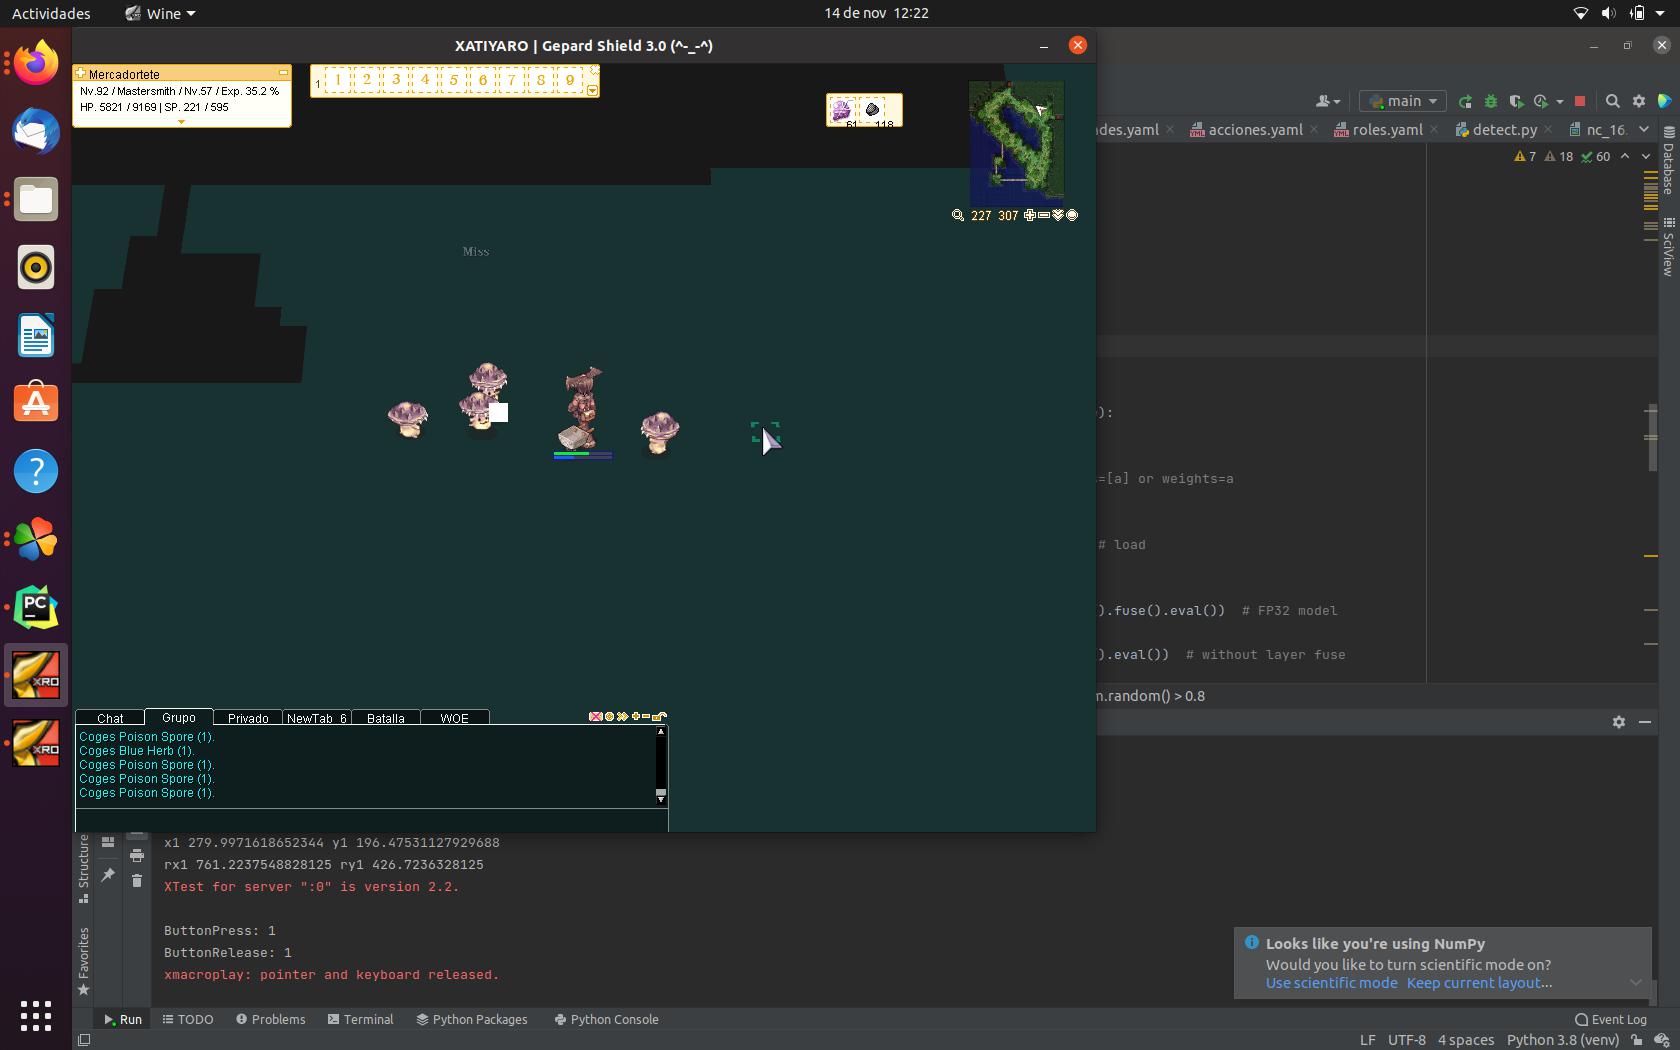 Actividades
Wine
14 de nov 12:22
XATIYARO | Gepard Shield 3.0 (^-_-^)
Mercadortete
Nv.92 / Mastersmith / Nv.57 / Exp. 35.2 %
HP. 5821 / 9169 | SP. 221 / 595
1 1 2 3 4 5 6 7 8 9
61 118
227 307
Miss
main
des.yaml acciones.yaml roles.yaml detect.py nc_16.
7 18 60
Database
SciView
):
=[a] or weights=a
# load
).fuse().eval()) # FP32 model
).eval()) # without layer fuse
m.random() > 0.8
Chat Grupo Privado NewTab_6 Batalla WOE
Coges Poison Spore (1).
Coges Blue Herb (1).
Coges Poison Spore (1).
Coges Poison Spore (1).
Coges Poison Spore (1).
PC
XRO
XRO
Structure
Favorites
x1 279.9971618652344 y1 196.47531127929688
rx1 761.2237548828125 ry1 426.7236328125
XTest for server ":0" is version 2.2.
ButtonPress: 1
ButtonRelease: 1
xmacroplay: pointer and keyboard released.
Looks like you're using NumPy
Would you like to turn scientific mode on?
Use scientific mode Keep current layout...
Run TODO Problems Terminal Python Packages Python Console
Event Log
LF UTF-8 4 spaces Python 3.8 (venv)